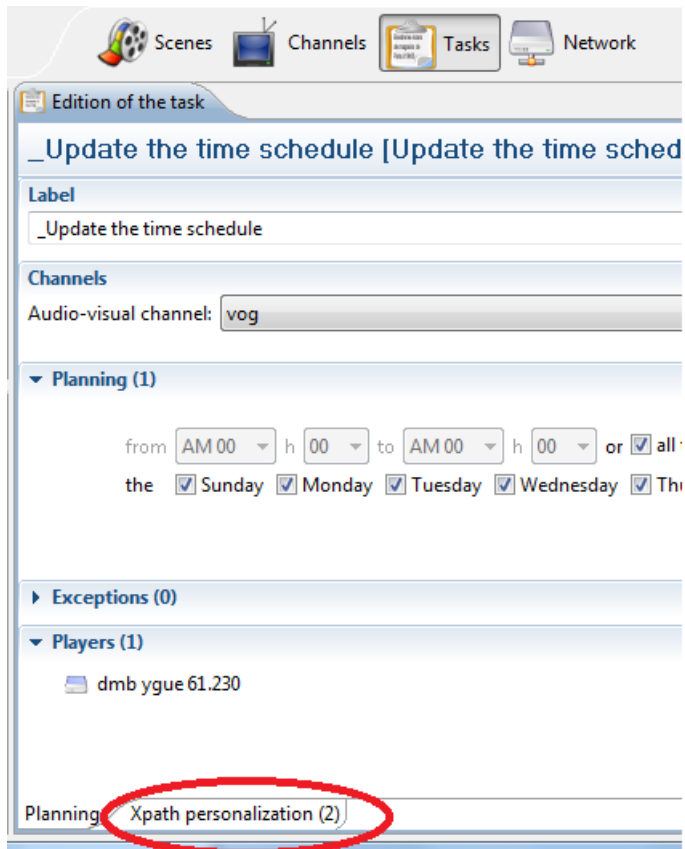 Scenes Channels Tasks Network
Edition of the task
_Update the time schedule [Update the time sched
Label
_Update the time schedule
Channels
Audio-visual channel: vog
Planning (1)
from AM 00 h 00 to AM 00 h 00 or all
the Sunday Monday Tuesday Wednesday Thu
Exceptions (0)
Players (1)
dmb ygue 61.230
Planning Xpath personalization (2)